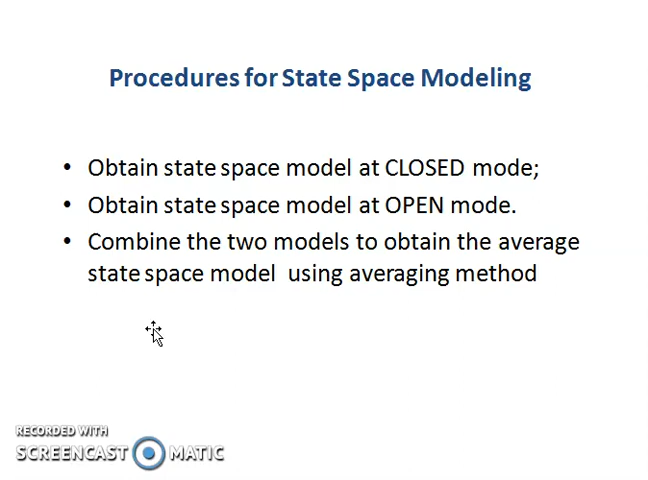 Procedures for State Space Modeling
• Obtain state space model at CLOSED mode;
• Obtain state space model at OPEN mode.
• Combine the two models to obtain the average
state space model using averaging method
RECORDED WITH
SCREENCAST MATIC